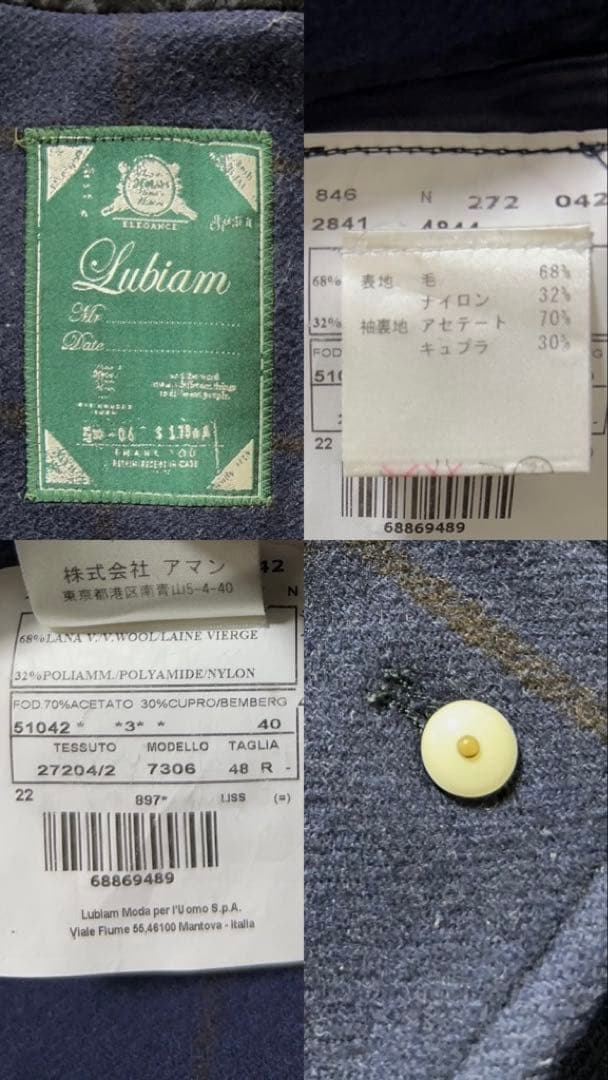 ELEGANCE
Lubiam
Mr.
Date
THANK YOU
846 N 272 042
2841 4844
68%
32%
表地 毛 68%
ナイロン 32%
袖裏地 アセテート 70%
キュプラ 30%
FOD
510
22
68869489
株式会社 アマン
東京都港区南青山5-4-40
42
N
68%LANA V./V.WOOL/LAINE VIERGE
32%POLIAMM./POLYAMIDE/NYLON
FOD.70%ACETATO 30%CUPRO/BEMBERG
51042 * *3* * 40
TESSUTO MODELLO TAGLIA
27204/2 7306 48 R -
22 897* LISS (=)
68869489
Lubiam Moda per l'Uomo S.p.A.
Viale Fiume 55,46100 Mantova - Italia